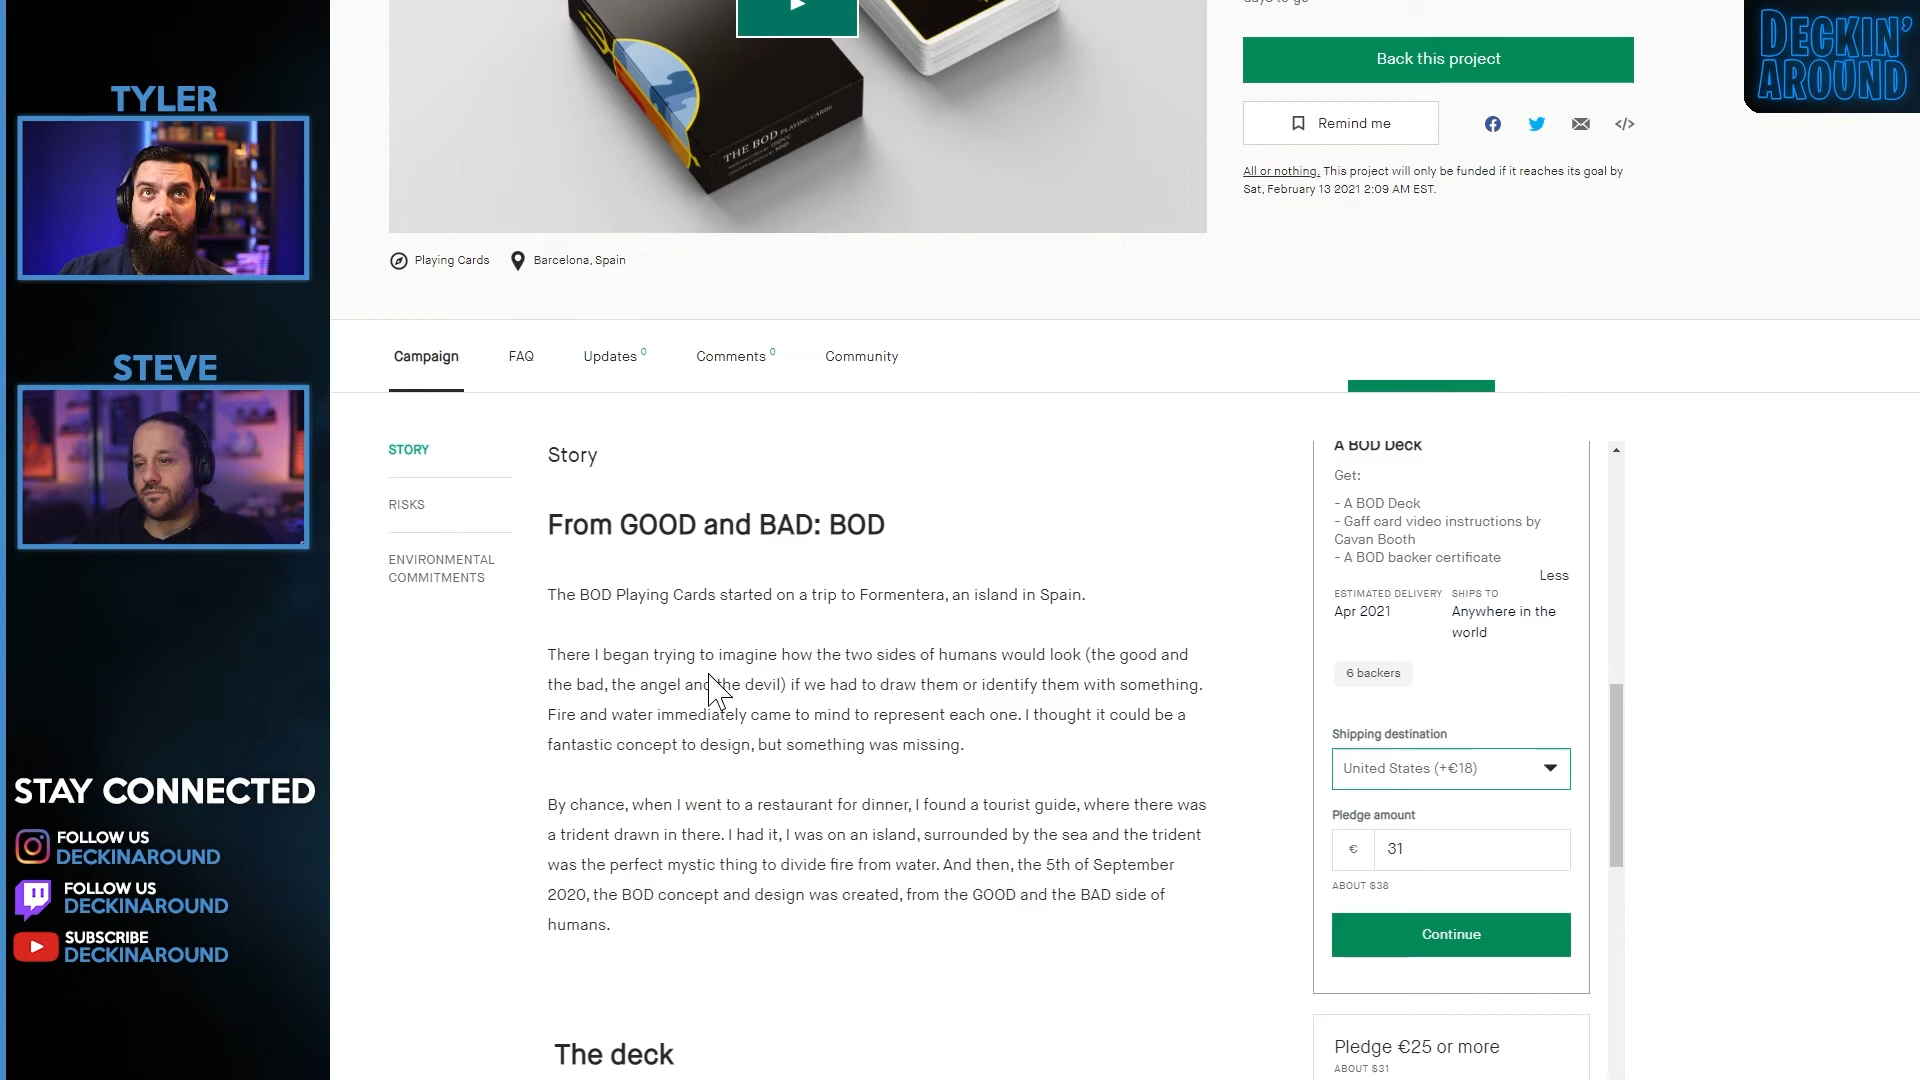 TYLER
STEVE
STAY CONNECTED
FOLLOW US
DECKINAROUND
FOLLOW US
DECKINAROUND
SUBSCRIBE
DECKINAROUND
THE BOD PLAYING CARDS
Playing Cards
Barcelona, Spain
days to go
Back this project
Remind me
All or nothing. This project will only be funded if it reaches its goal by
Sat, February 13 2021 2:09 AM EST.
DECKIN'
AROUND
Campaign
FAQ
Updates 0
Comments 0
Community
STORY
RISKS
ENVIRONMENTAL
COMMITMENTS
Story
From GOOD and BAD: BOD
The BOD Playing Cards started on a trip to Formentera, an island in Spain.
There I began trying to imagine how the two sides of humans would look (the good and
the bad, the angel and the devil) if we had to draw them or identify them with something.
Fire and water immediately came to mind to represent each one. I thought it could be a
fantastic concept to design, but something was missing.
By chance, when I went to a restaurant for dinner, I found a tourist guide, where there was
a trident drawn in there. I had it, I was on an island, surrounded by the sea and the trident
was the perfect mystic thing to divide fire from water. And then, the 5th of September
2020, the BOD concept and design was created, from the GOOD and the BAD side of
humans.
The deck
A BOD Deck
Get:
- A BOD Deck
- Gaff card video instructions by
Cavan Booth
- A BOD backer certificate
Less
ESTIMATED DELIVERY
Apr 2021
SHIPS TO
Anywhere in the
world
6 backers
Shipping destination
United States (+€18)
Pledge amount
€ 31
ABOUT $38
Continue
Pledge €25 or more
ABOUT $31